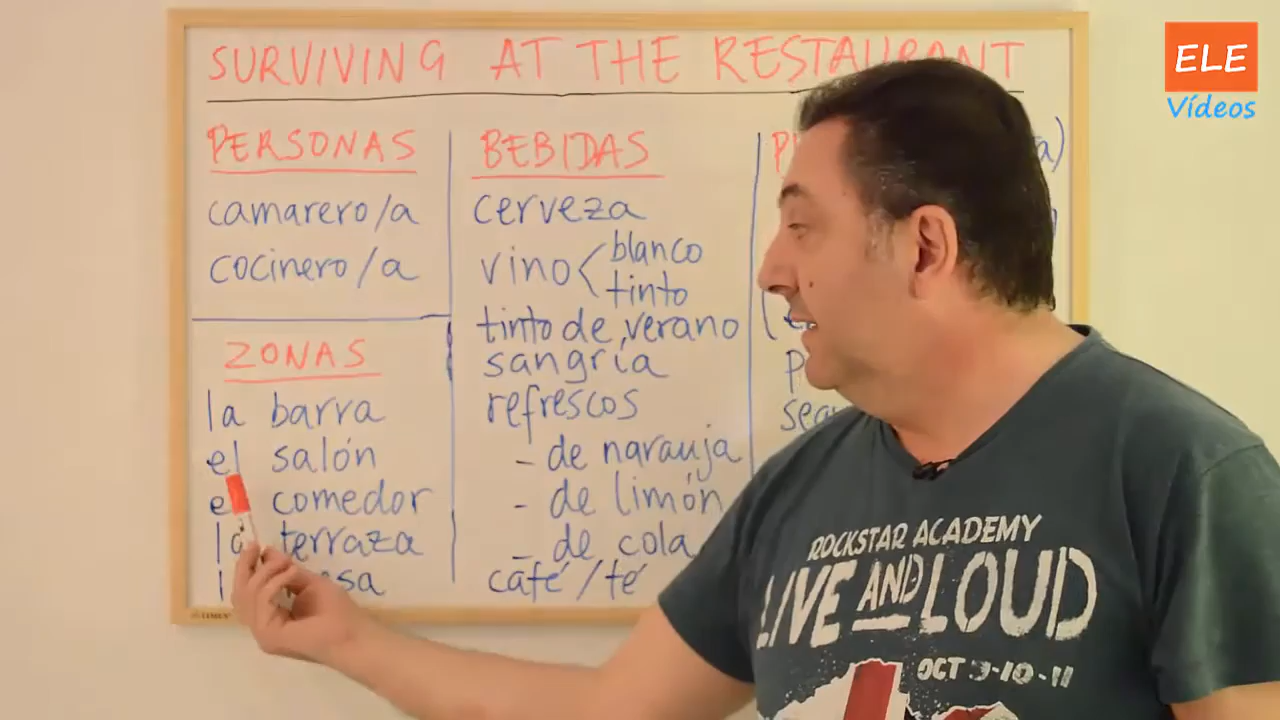 SURVIVING AT THE RESTAURANT
PERSONAS
camarero/a
cocinero/a
ZONAS
la barra
el salón
comedor
la terraza
BEBIDAS
cerveza
vino
blanco
tinto
tinto de verano
sangría
refrescos
- de naranja
- de limón
- de cola
café/té
ELE
Vídeos
ROCKSTAR ACADEMY
LIVE AND LOUD
OCT